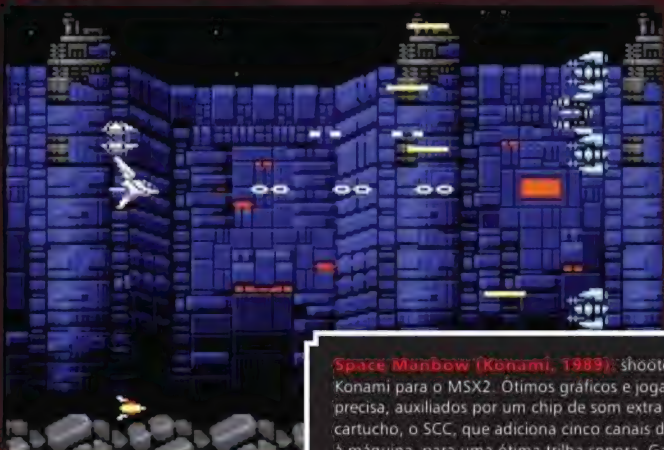 Space Manbow (Konami, 1989): shoote
Konami para o MSX2. Ótimos gráficos e joga
precisa, auxiliados por um chip de som extra
cartucho, o SCC, que adiciona cinco canais d
à máquina, para uma ótima trilha sonora. G